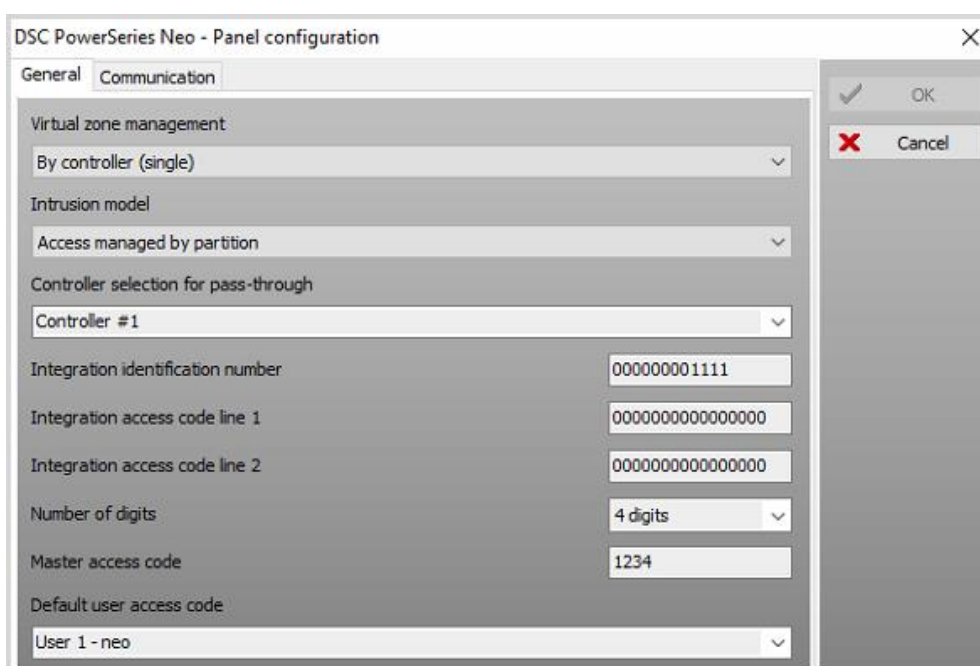 DSC PowerSeries Neo - Panel configuration
General Communication
OK
Cancel
Virtual zone management
By controller (single)
Intrusion model
Access managed by partition
Controller selection for pass-through
Controller #1
Integration identification number 000000001111
Integration access code line 1 0000000000000000
Integration access code line 2 0000000000000000
Number of digits 4 digits
Master access code 1234
Default user access code
User 1 - neo